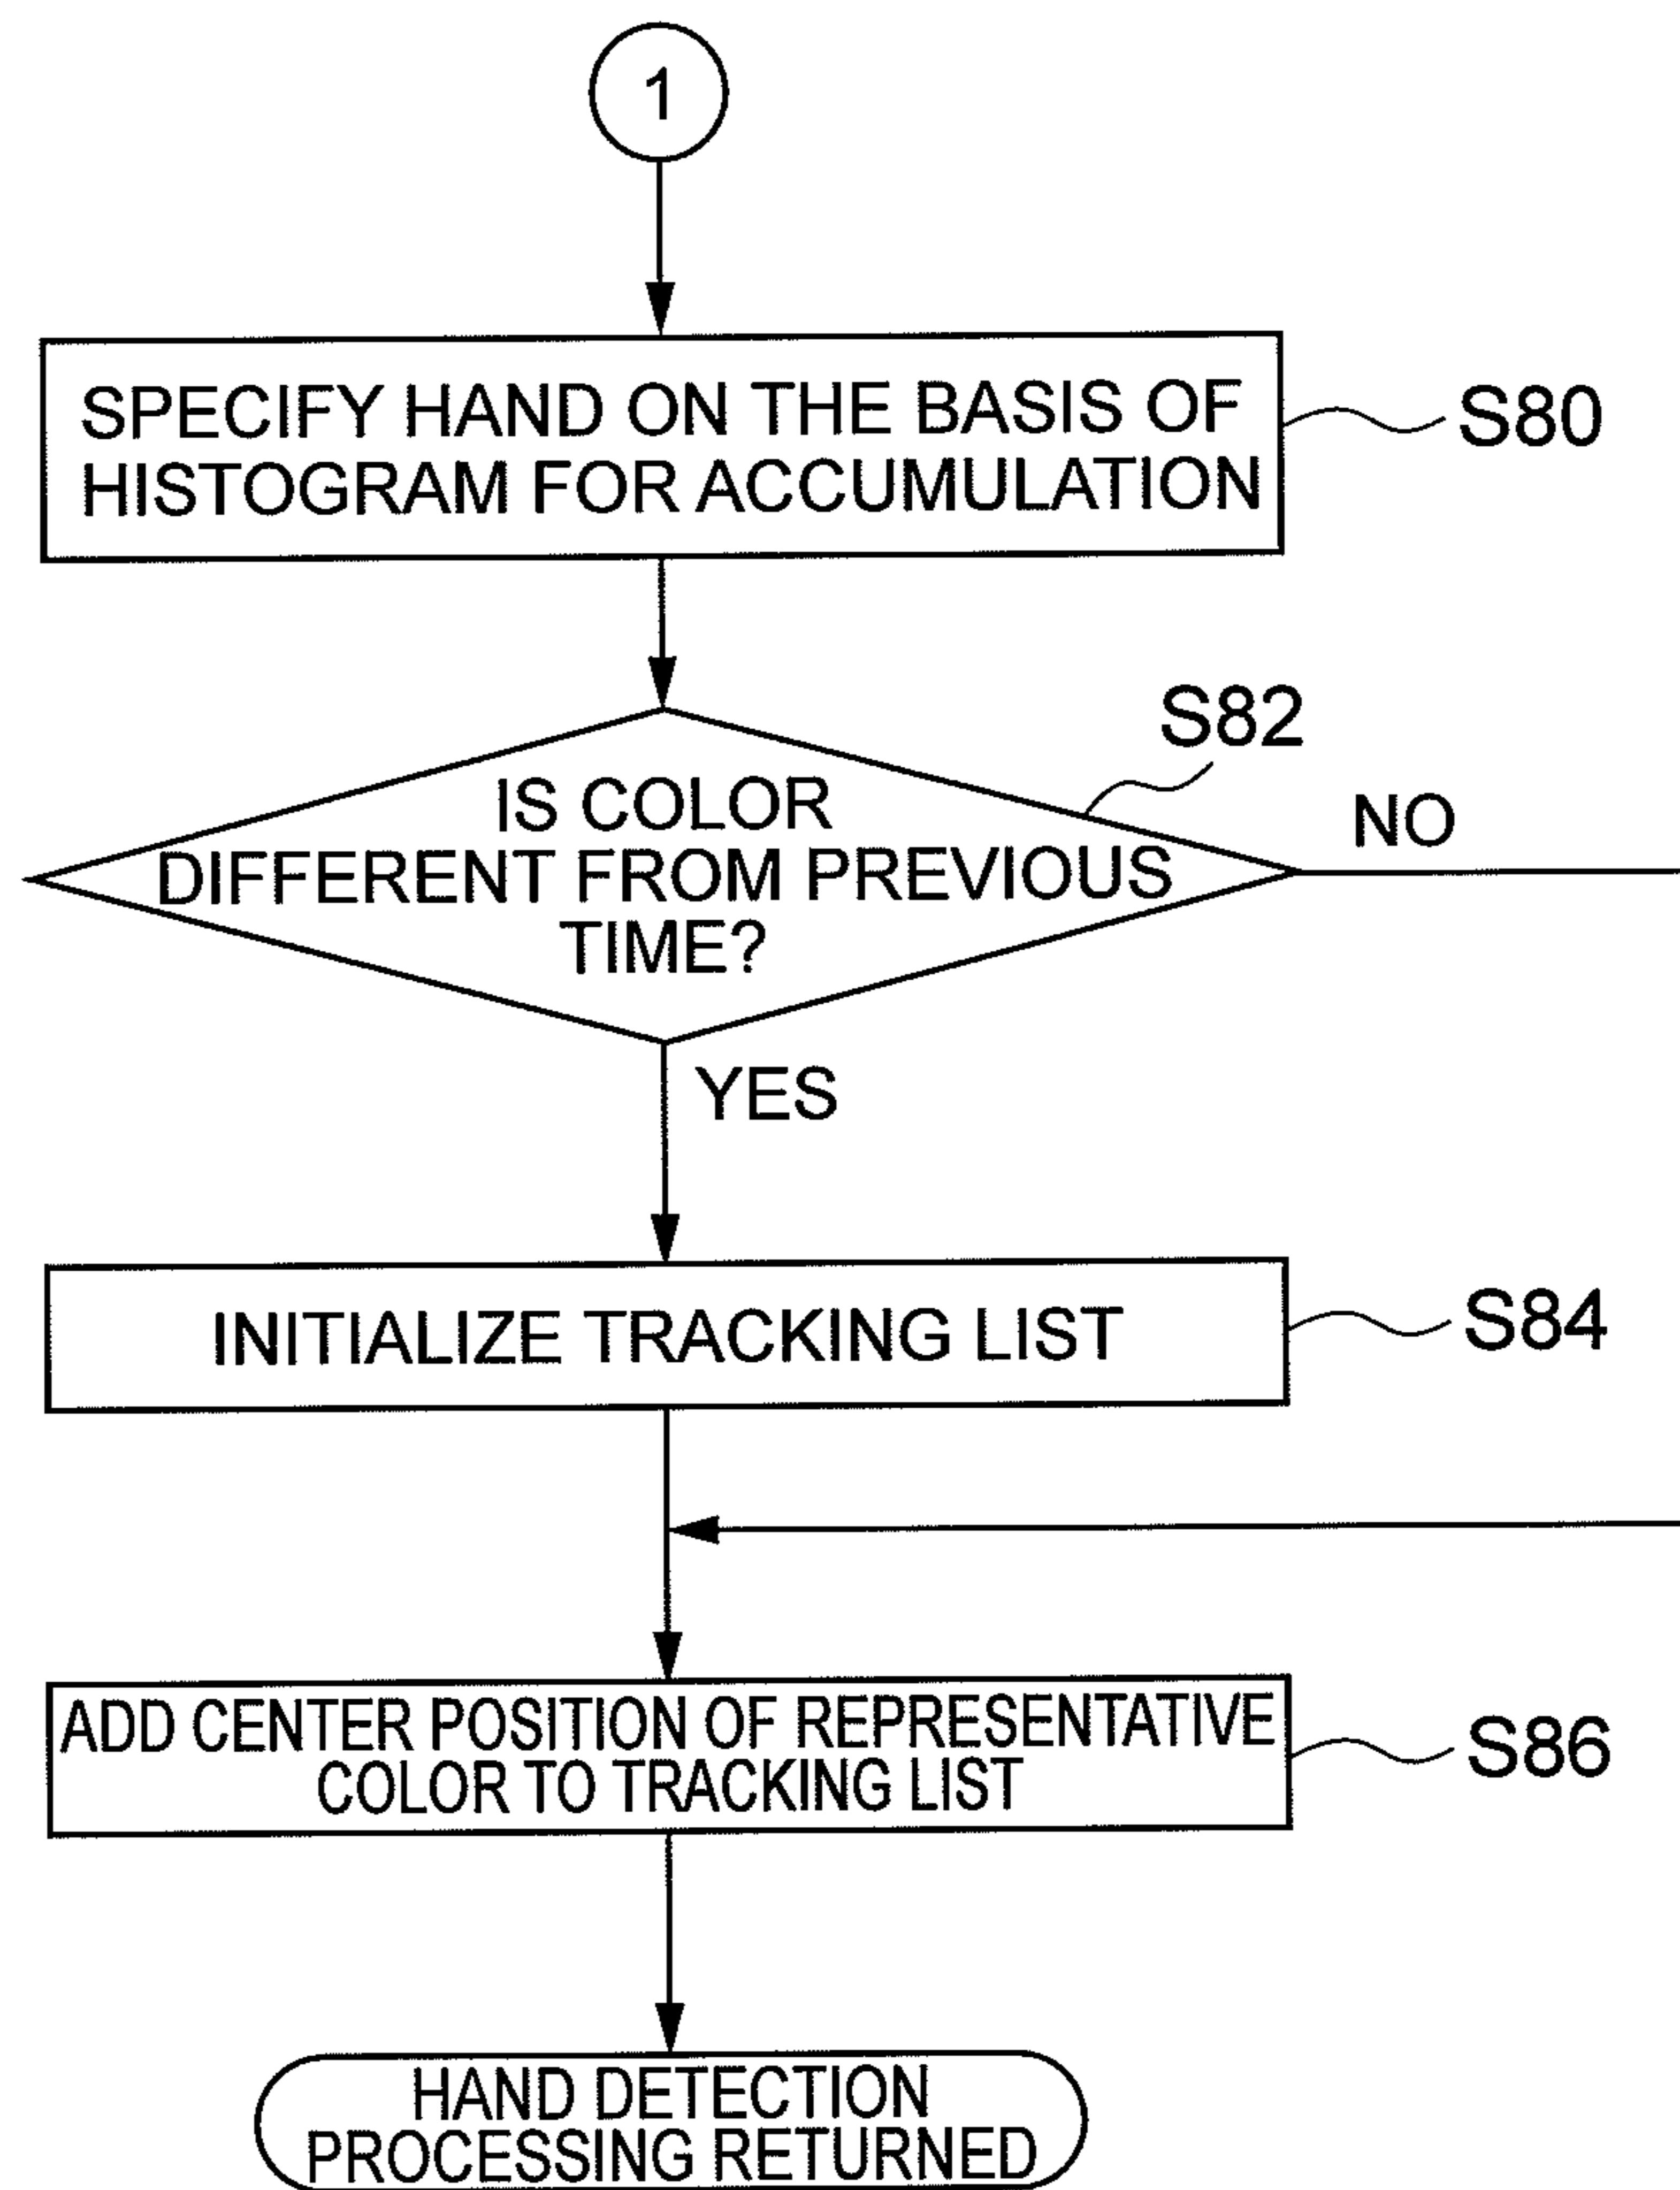 1
SPECIFY HAND ON THE BASIS OF
HISTOGRAM FOR ACCUMULATION
S80
S82
IS COLOR
DIFFERENT FROM PREVIOUS
TIME?
NO
YES
INITIALIZE TRACKING LIST
S84
ADD CENTER POSITION OF REPRESENTATIVE
COLOR TO TRACKING LIST
S86
HAND DETECTION
PROCESSING RETURNED